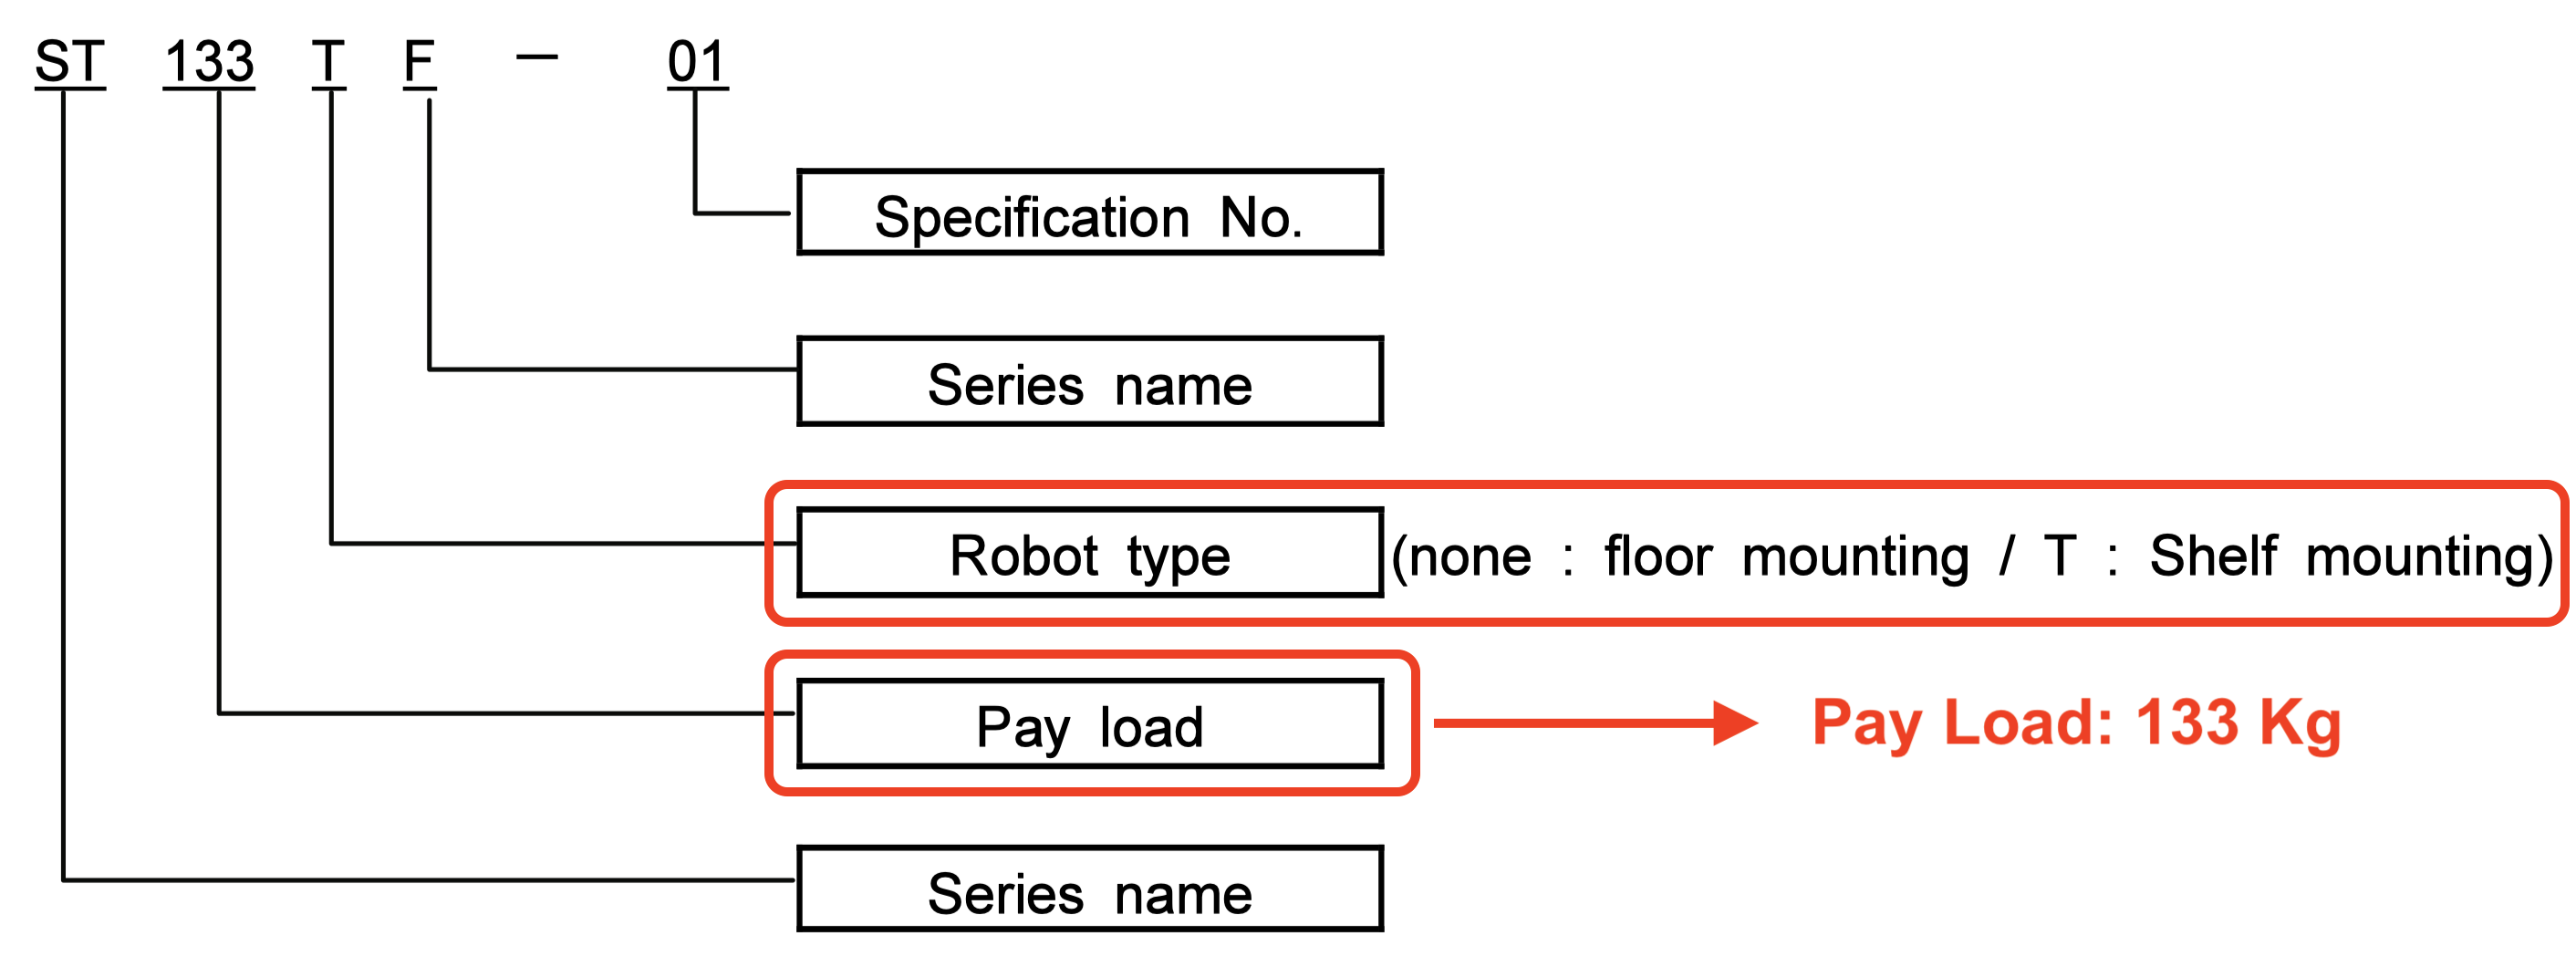 ST 133 T F — 01
Specification No.
Series name
Robot type (none : floor mounting / T : Shelf mounting)
Pay load Pay Load: 133 Kg
Series name